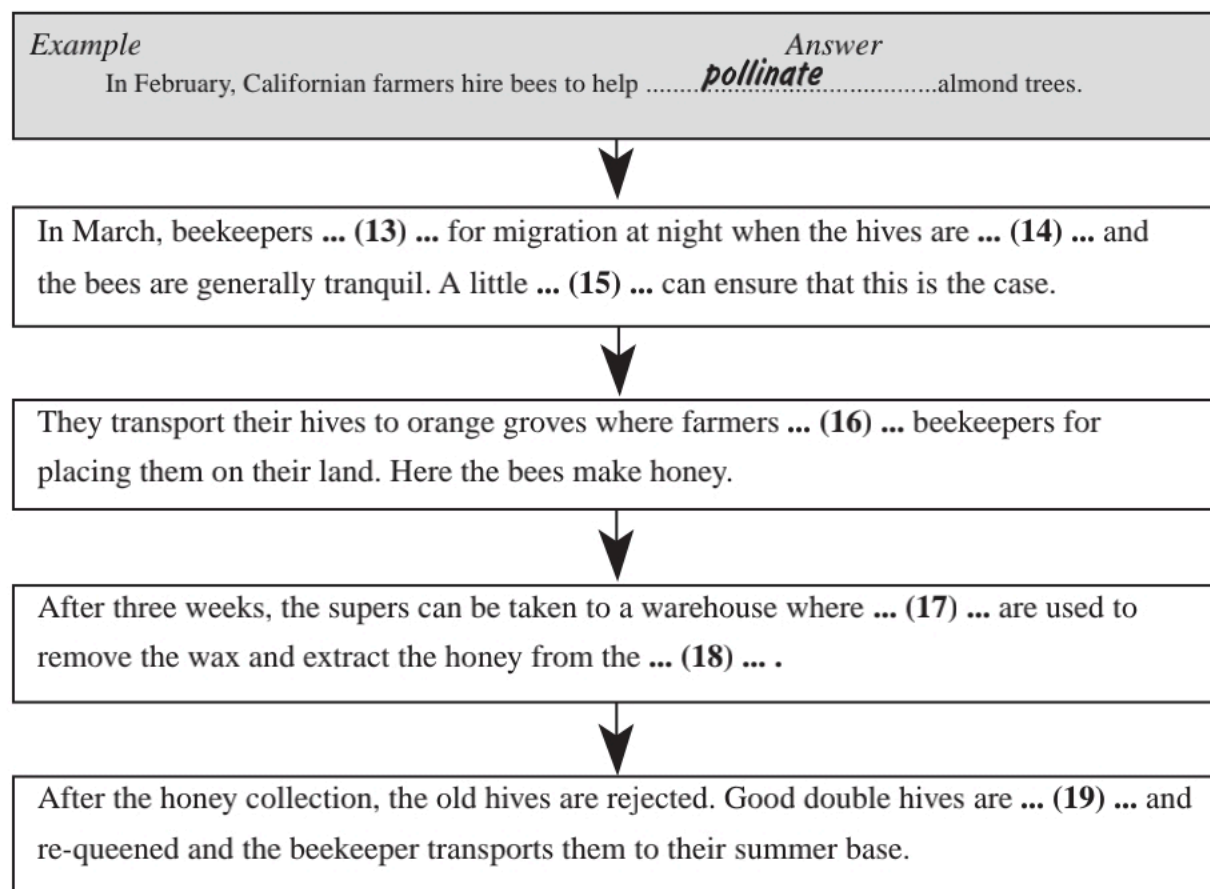 Example Answer
In February, Californian farmers hire bees to help ........pollinate........................almond trees.
In March, beekeepers ... (13) ... for migration at night when the hives are ... (14) ... and
the bees are generally tranquil. A little ... (15) ... can ensure that this is the case.
They transport their hives to orange groves where farmers ... (16) ... beekeepers for
placing them on their land. Here the bees make honey.
After three weeks, the supers can be taken to a warehouse where ... (17) ... are used to
remove the wax and extract the honey from the ... (18) ... .
After the honey collection, the old hives are rejected. Good double hives are ... (19) ... and
re-queened and the beekeeper transports them to their summer base.